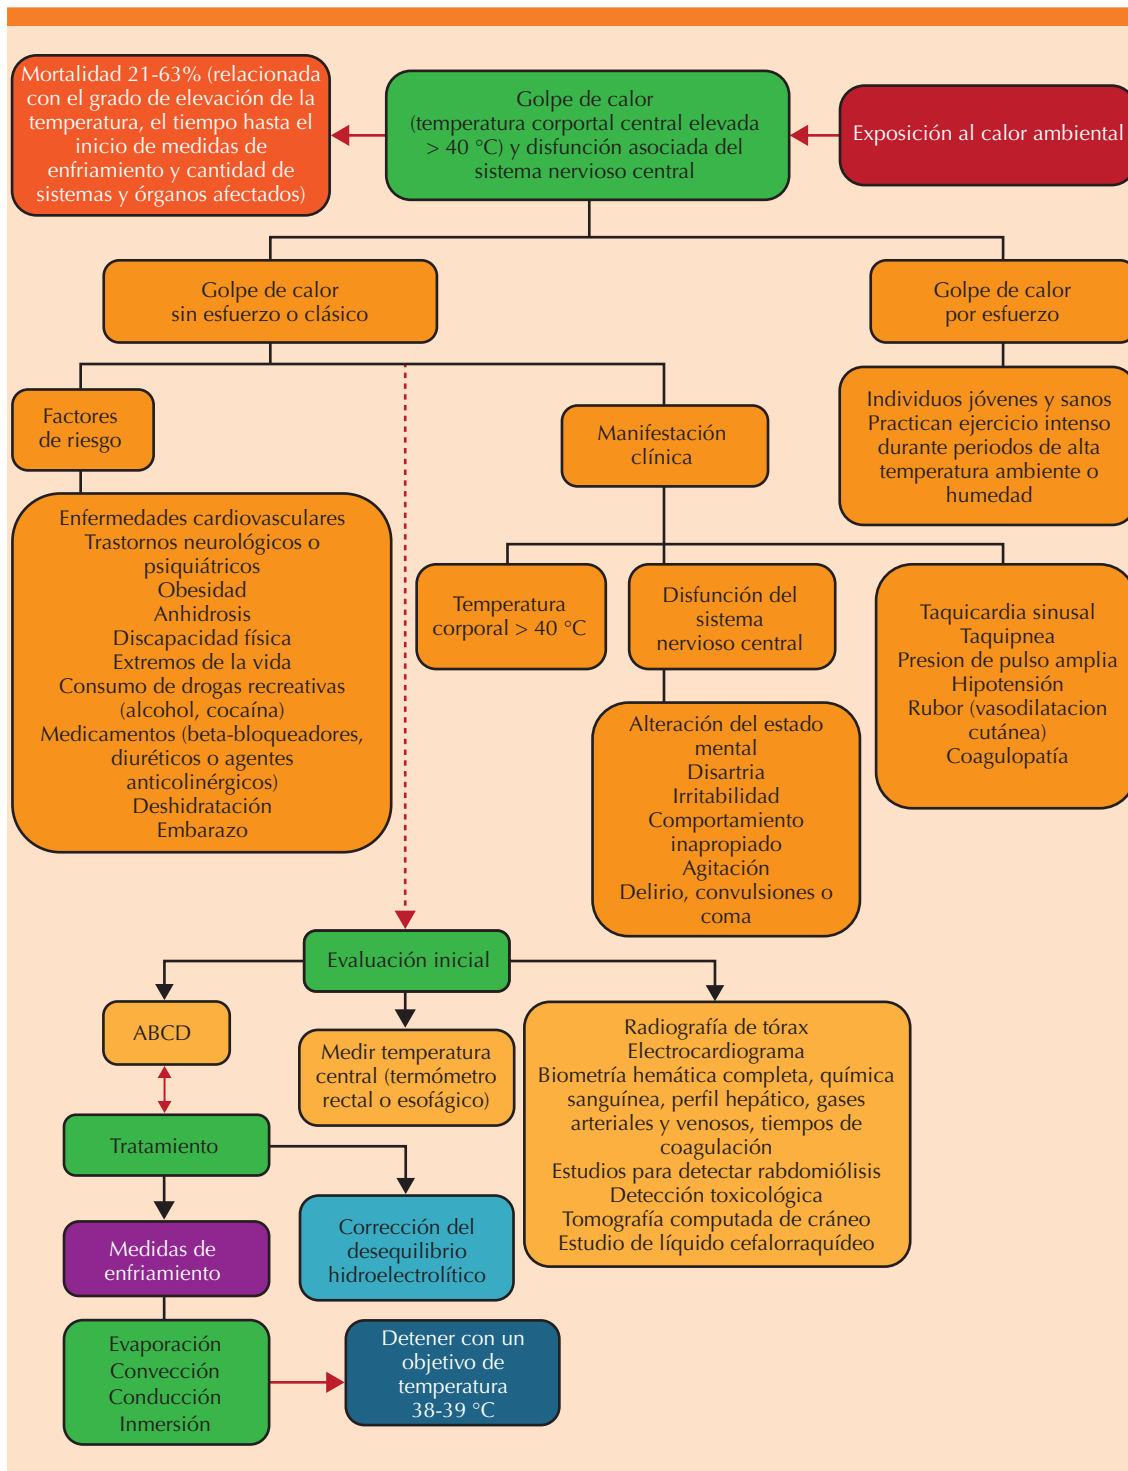 Mortalidad 21-63% (relacionada
con el grado de elevación de la
temperatura, el tiempo hasta el
inicio de medidas de
enfriamiento y cantidad de
sistemas y órganos afectados)
Golpe de calor
(temperatura corportal central elevada
> 40 °C) y disfunción asociada del
sistema nervioso central
Exposición al calor ambiental
Golpe de calor
sin esfuerzo o clásico
Golpe de calor
por esfuerzo
Factores
de riesgo
Manifestación
clínica
Individuos jóvenes y sanos
Practican ejercicio intenso
durante periodos de alta
temperatura ambiente o
humedad
Enfermedades cardiovasculares
Trastornos neurológicos o
psiquiátricos
Obesidad
Anhidrosis
Discapacidad física
Extremos de la vida
Consumo de drogas recreativas
(alcohol, cocaína)
Medicamentos (beta-bloqueadores,
diuréticos o agentes
anticolinérgicos)
Deshidratación
Embarazo
Temperatura
corporal > 40 °C
Disfunción del
sistema
nervioso central
Taquicardia sinusal
Taquipnea
Presion de pulso amplia
Hipotensión
Rubor (vasodilatacion
cutánea)
Coagulopatía
Alteración del estado
mental
Disartria
Irritabilidad
Comportamiento
inapropiado
Agitación
Delirio, convulsiones o
coma
Evaluación inicial
ABCD
Medir temperatura
central (termómetro
rectal o esofágico)
Radiografía de tórax
Electrocardiograma
Biometría hemática completa, química
sanguínea, perfil hepático, gases
arteriales y venosos, tiempos de
coagulación
Estudios para detectar rabdomiólisis
Detección toxicológica
Tomografía computada de cráneo
Estudio de líquido cefalorraquídeo
Tratamiento
Medidas de
enfriamiento
Corrección del
desequilibrio
hidroelectrolítico
Evaporación
Convección
Conducción
Inmersión
Detener con un
objetivo de
temperatura
38-39 °C